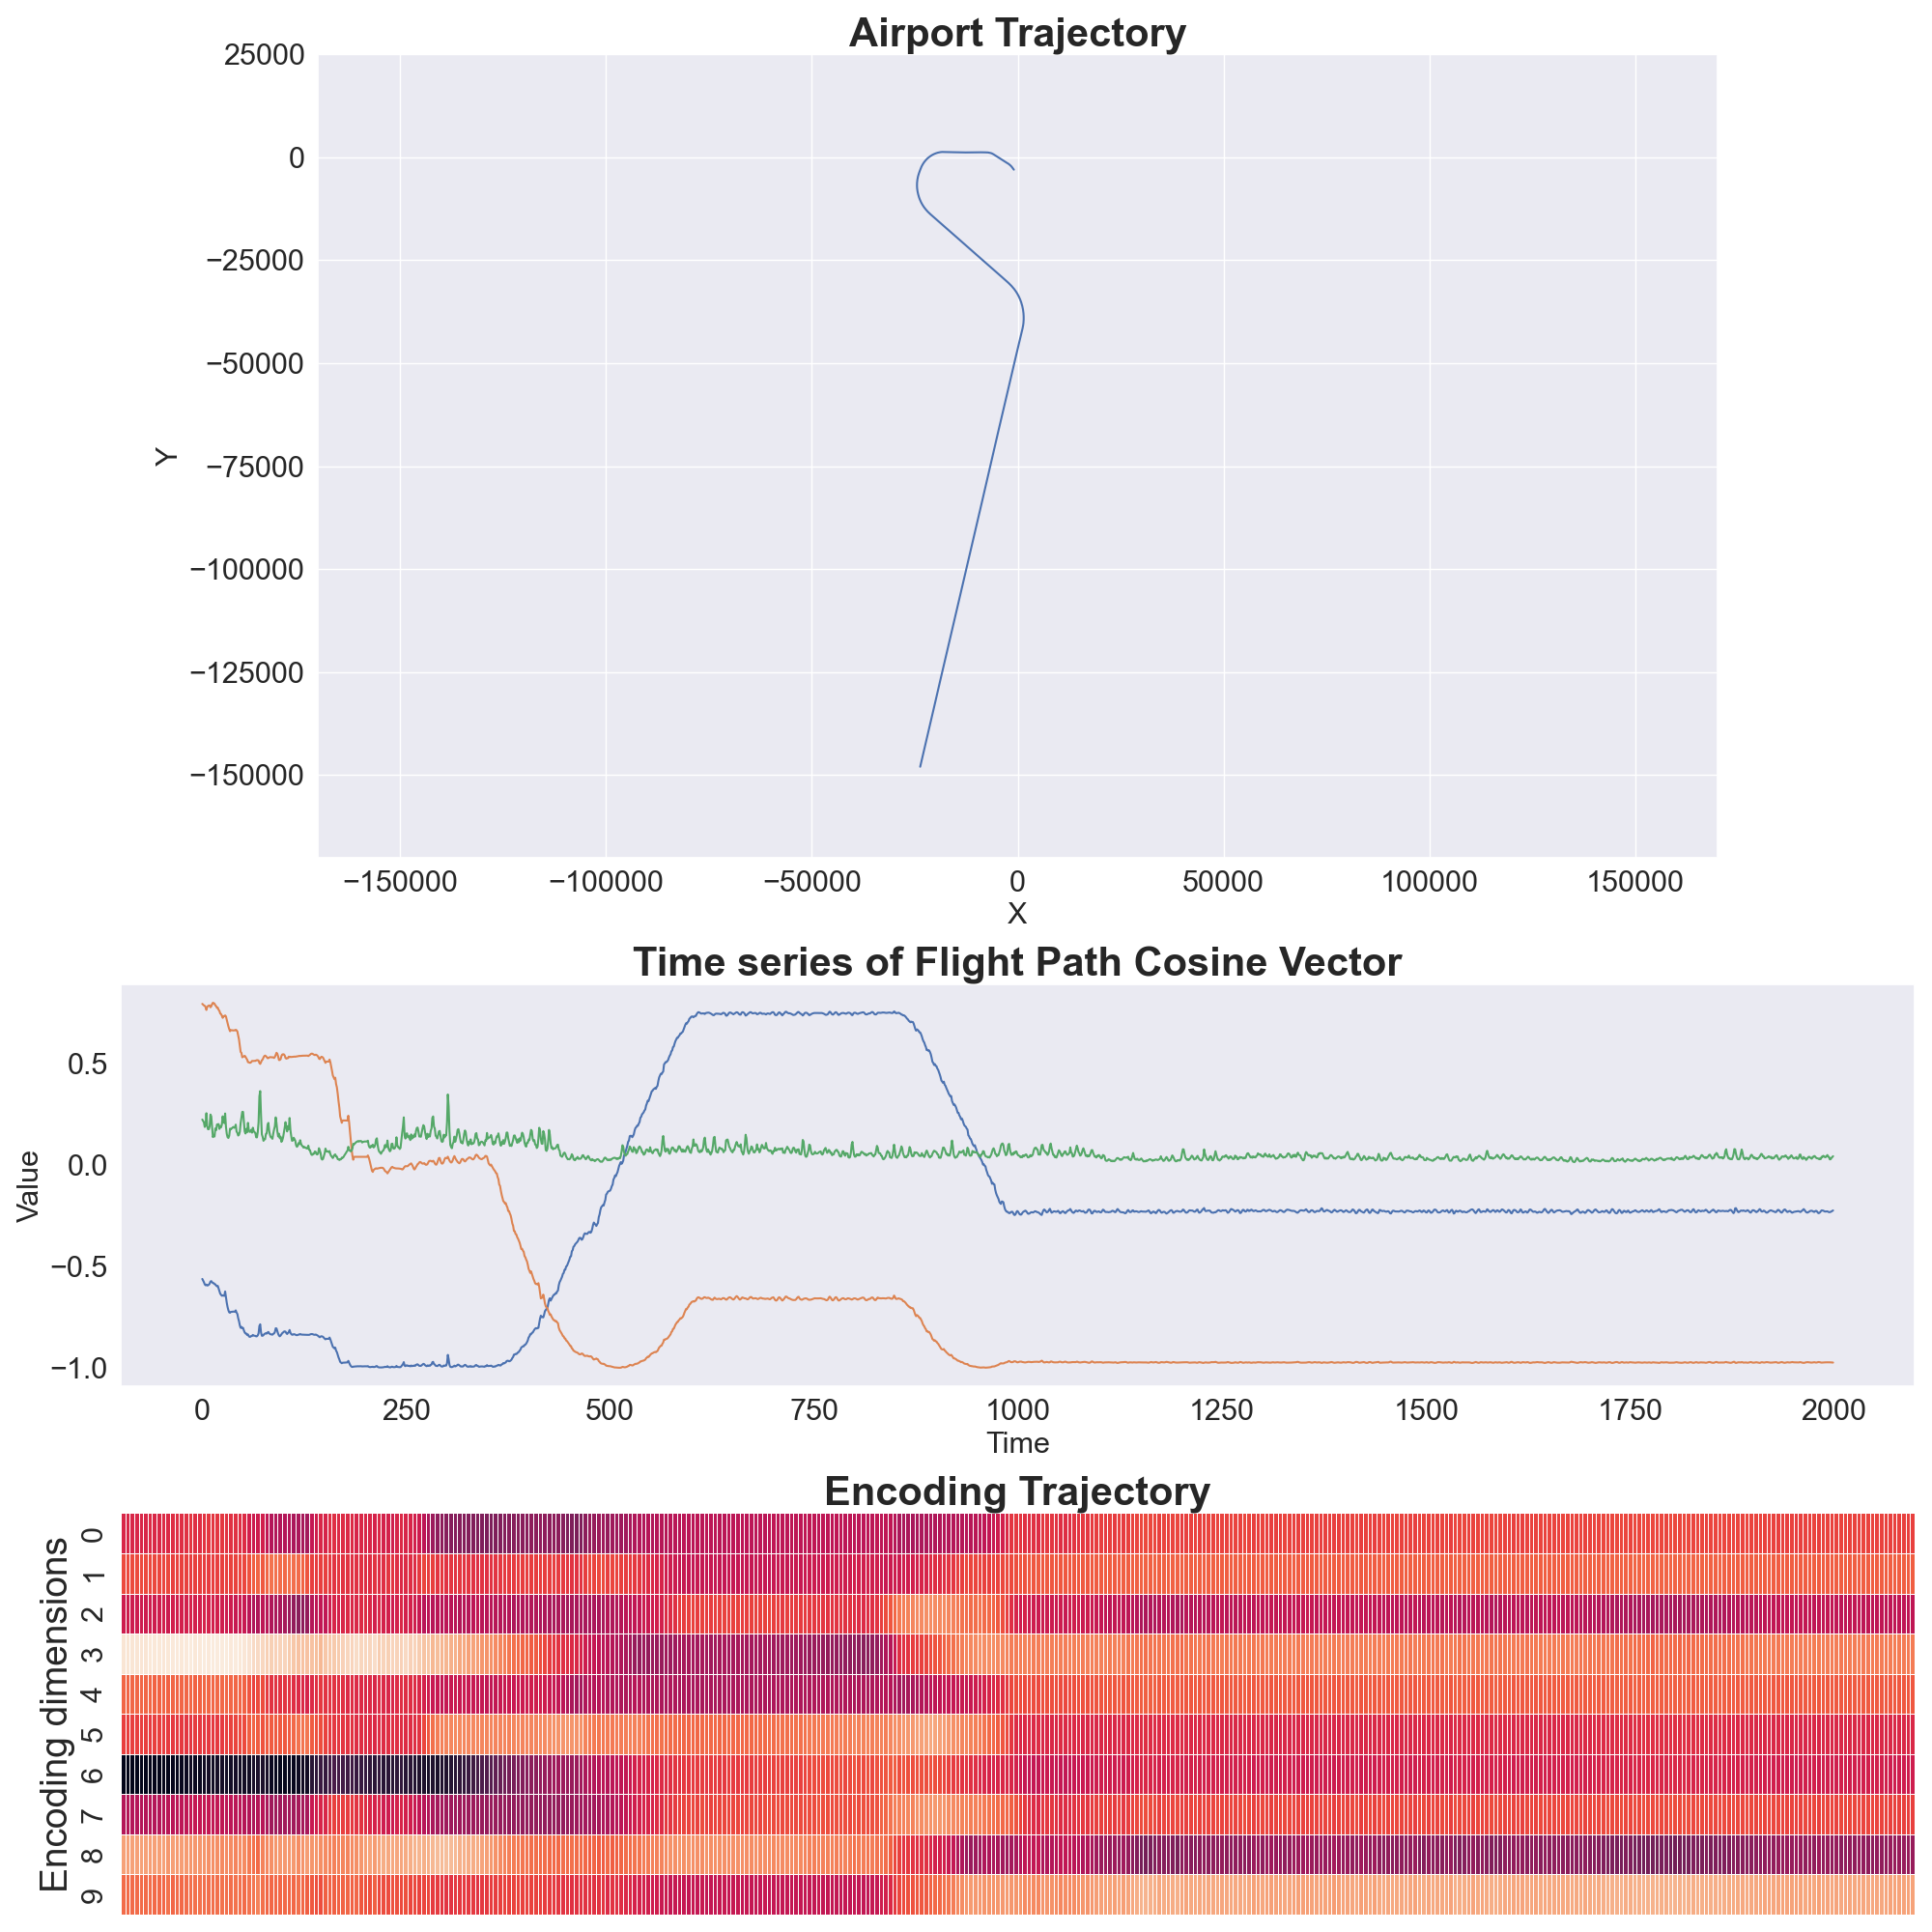 Airport Trajectory
25000
0
−25000
−50000
−75000
−100000
−125000
−150000
Y
−150000 −100000 −50000 0 50000 100000 150000
X
Time series of Flight Path Cosine Vector
0.5
0.0
−0.5
−1.0
Value
0 250 500 750 1000 1250 1500 1750 2000
Time
Encoding Trajectory
Encoding dimensions
0
1
2
3
4
5
6
7
8
9